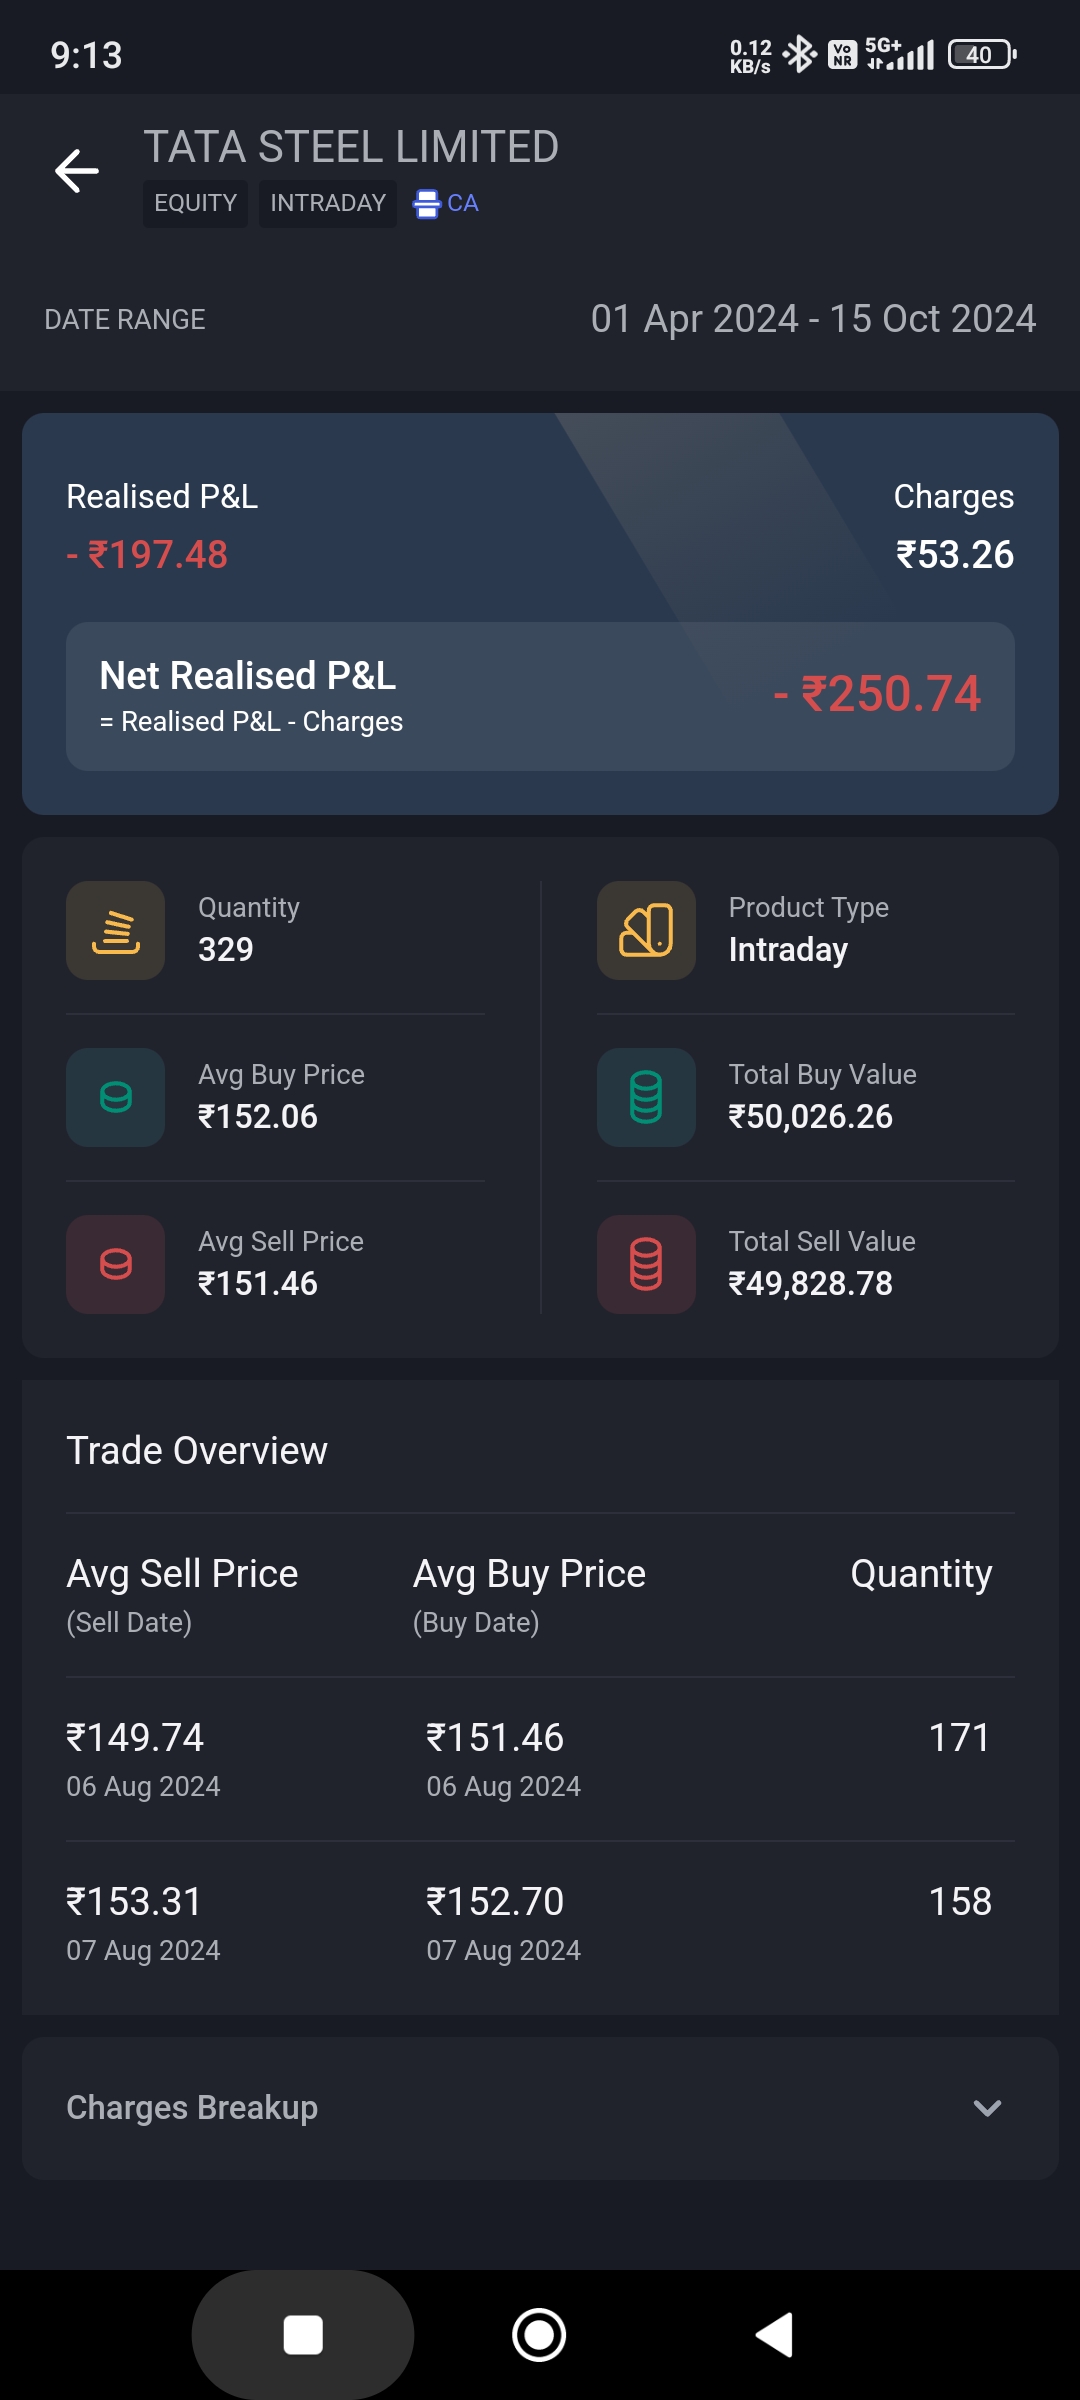 9:13
0.12
KB/s
Vo
NR
5G+
40
TATA STEEL LIMITED
EQUITY INTRADAY CA
DATE RANGE 01 Apr 2024 - 15 Oct 2024
Realised P&L Charges
- ₹197.48 ₹53.26
Net Realised P&L
= Realised P&L - Charges
- ₹250.74
Quantity Product Type
329 Intraday
Avg Buy Price Total Buy Value
₹152.06 ₹50,026.26
Avg Sell Price Total Sell Value
₹151.46 ₹49,828.78
Trade Overview
Avg Sell Price Avg Buy Price Quantity
(Sell Date) (Buy Date)
₹149.74 ₹151.46 171
06 Aug 2024 06 Aug 2024
₹153.31 ₹152.70 158
07 Aug 2024 07 Aug 2024
Charges Breakup